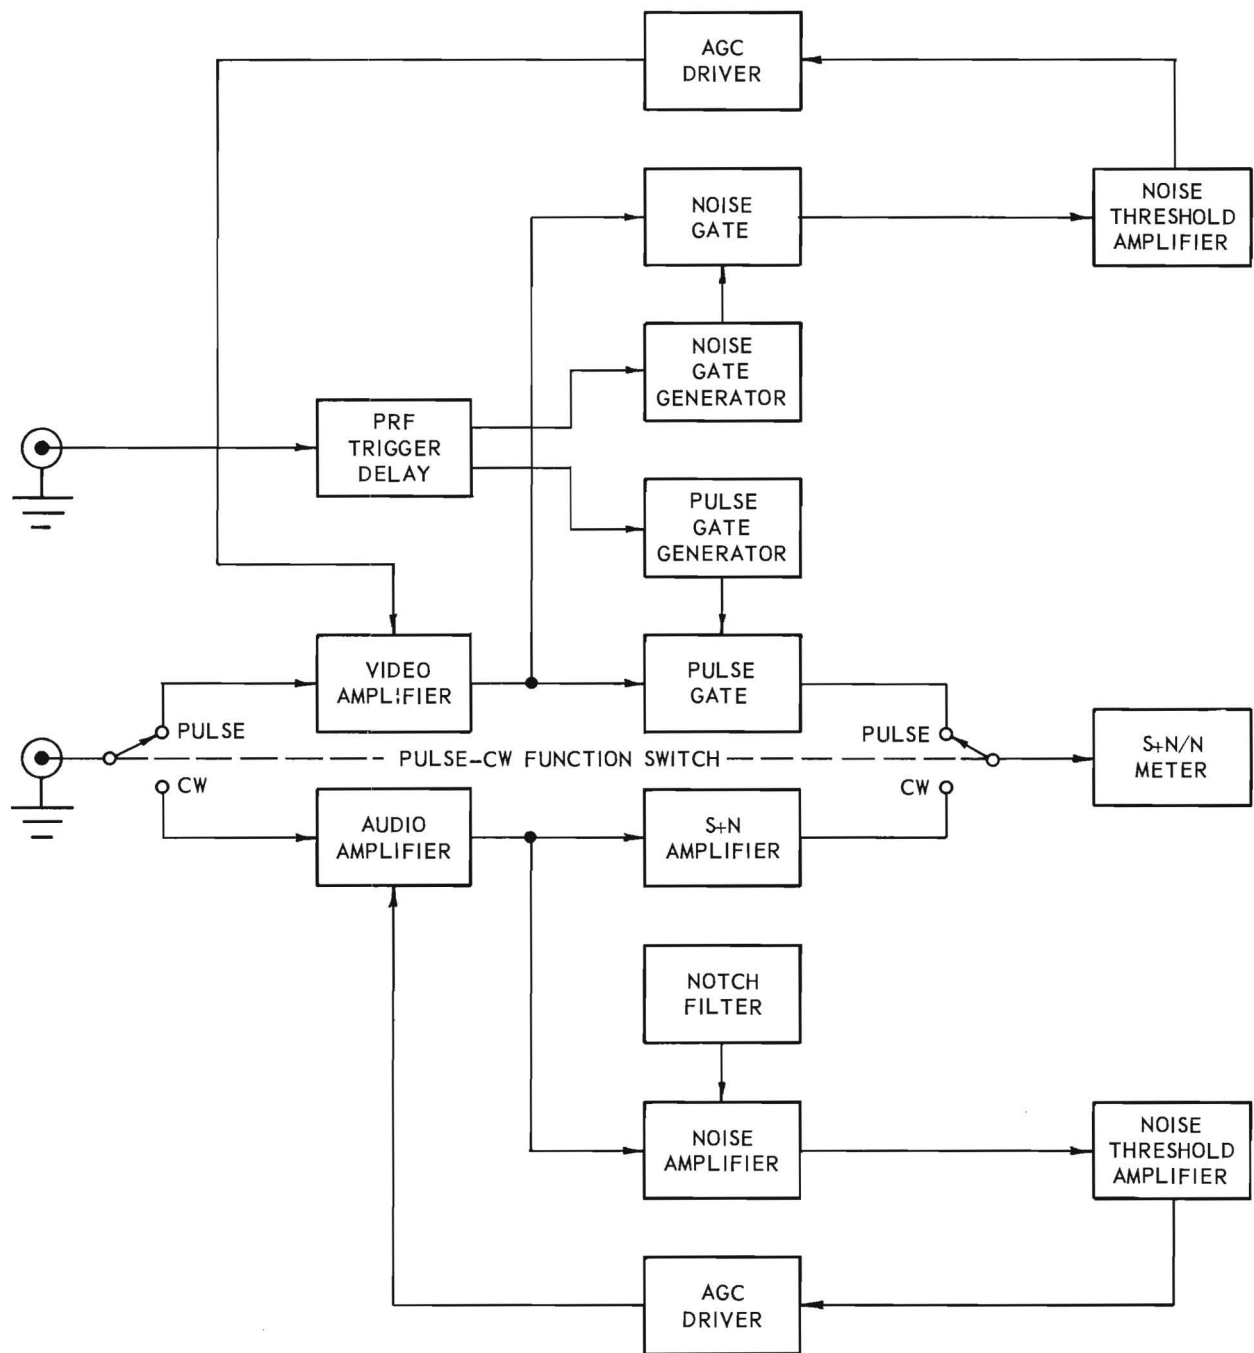 AGC
DRIVER
NOISE
GATE
NOISE
THRESHOLD
AMPLIFIER
NOISE
GATE
GENERATOR
PRF
TRIGGER
DELAY
PULSE
GATE
GENERATOR
VIDEO
AMPLIFIER
PULSE
GATE
PULSE
PULSE
PULSE-CW FUNCTION SWITCH
S+N/N
METER
CW
CW
AUDIO
AMPLIFIER
S+N
AMPLIFIER
NOTCH
FILTER
NOISE
AMPLIFIER
NOISE
THRESHOLD
AMPLIFIER
AGC
DRIVER